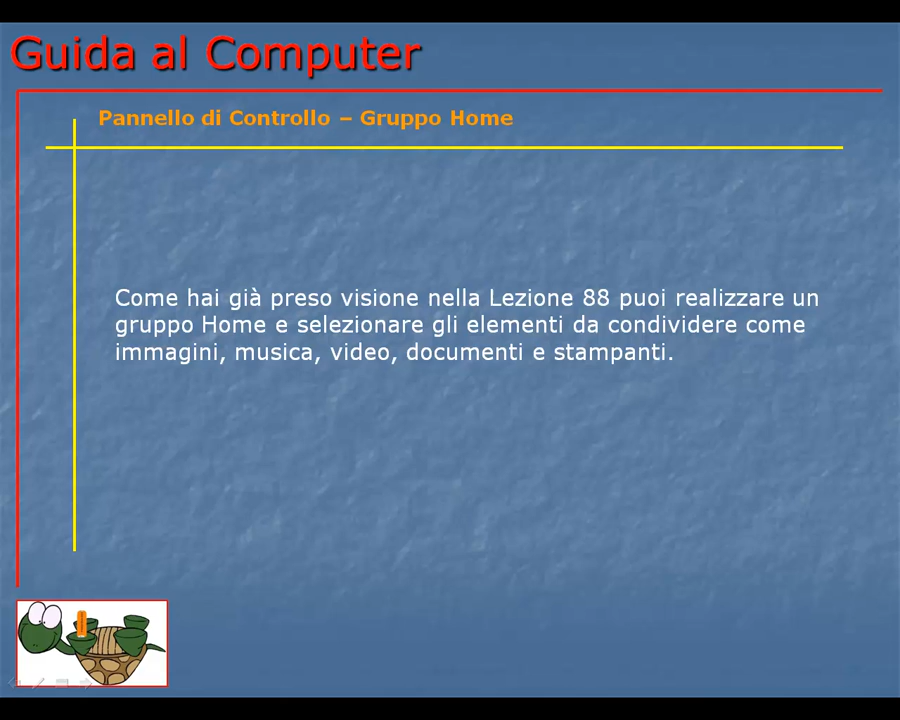 Guida al Computer
Pannello di Controllo – Gruppo Home
Come hai già preso visione nella Lezione 88 puoi realizzare un
gruppo Home e selezionare gli elementi da condividere come
immagini, musica, video, documenti e stampanti.